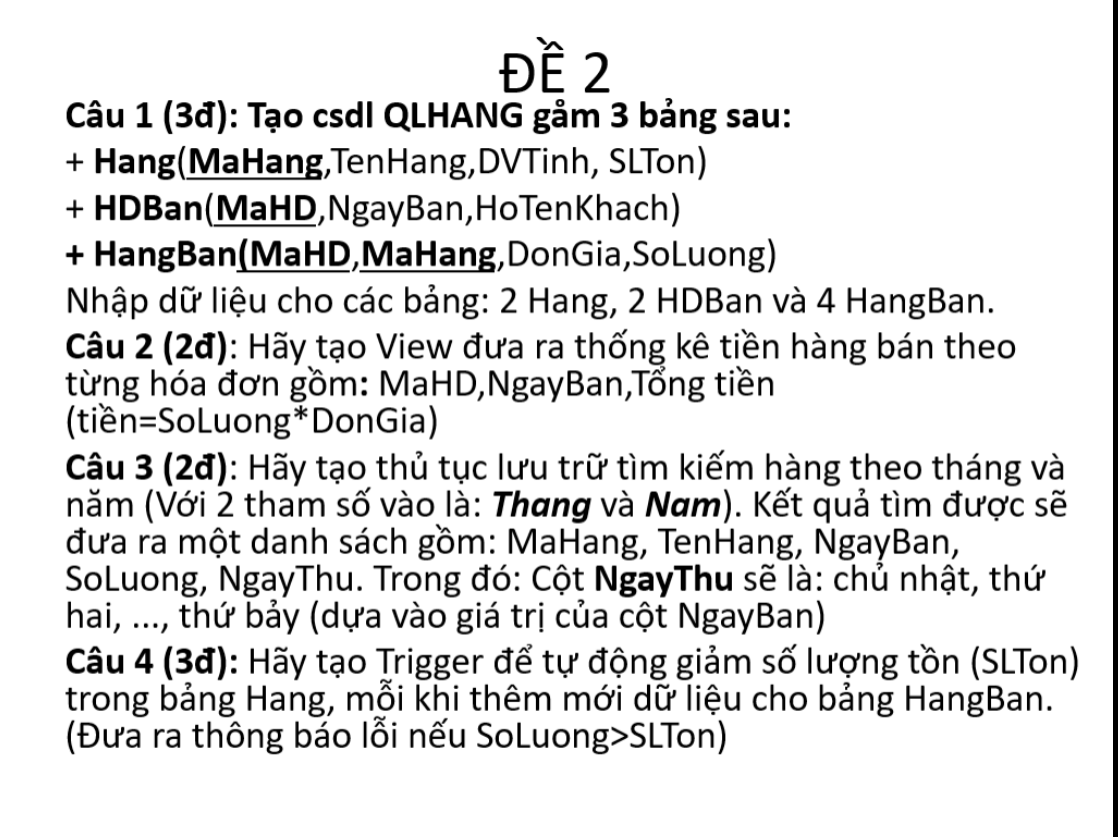 ĐỀ 2
Câu 1 (3đ): Tạo csdl QLHANG gằm 3 bảng sau:
+ Hang(MaHang,TenHang,DVTinh, SLTon)
+ HDBan(MaHD,NgayBan,HoTenKhach)
+ HangBan(MaHD,MaHang,DonGia,SoLuong)
Nhập dữ liệu cho các bảng: 2 Hang, 2 HDBan và 4 HangBan.
Câu 2 (2đ): Hãy tạo View đưa ra thống kê tiền hàng bán theo
từng hóa đơn gồm: MaHD,NgayBan,Tổng tiền
(tiền=SoLuong*DonGia)
Câu 3 (2đ): Hãy tạo thủ tục lưu trữ tìm kiếm hàng theo tháng và
năm (Với 2 tham số vào là: Thang và Nam). Kết quả tìm được sẽ
đưa ra một danh sách gồm: MaHang, TenHang, NgayBan,
SoLuong, NgayThu. Trong đó: Cột NgayThu sẽ là: chủ nhật, thứ
hai, ..., thứ bảy (dựa vào giá trị của cột NgayBan)
Câu 4 (3đ): Hãy tạo Trigger để tự động giảm số lượng tồn (SLTon)
trong bảng Hang, mỗi khi thêm mới dữ liệu cho bảng HangBan.
(Đưa ra thông báo lỗi nếu SoLuong>SLTon)